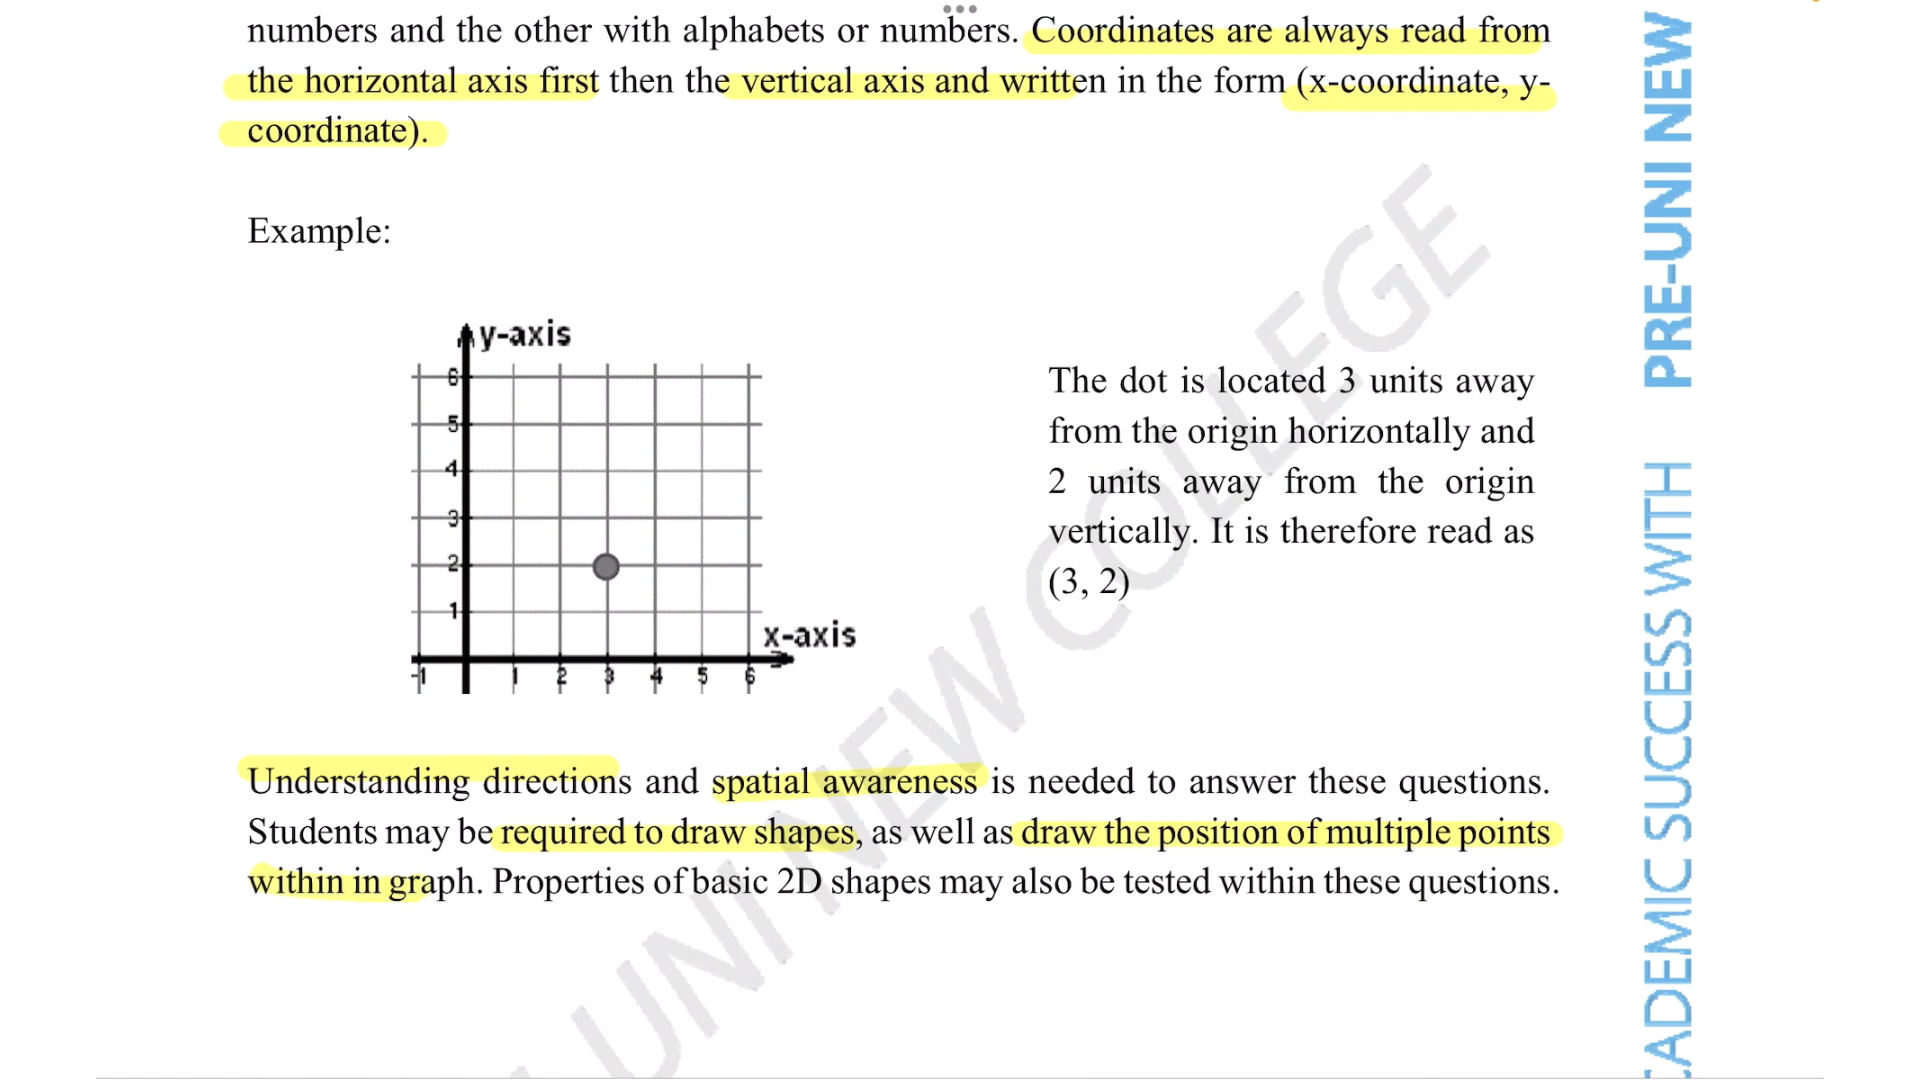 numbers and the other with alphabets or numbers. Coordinates are always read from
the horizontal axis first then the vertical axis and written in the form (x-coordinate, y-
coordinate).
Example:
y-axis
6
5
4
3
2
1
x-axis
-1 1 2 3 4 5 6
The dot is located 3 units away
from the origin horizontally and
2 units away from the origin
vertically. It is therefore read as
(3, 2)
Understanding directions and spatial awareness is needed to answer these questions.
Students may be required to draw shapes, as well as draw the position of multiple points
within in graph. Properties of basic 2D shapes may also be tested within these questions.
UNI NEW COLLEGE
CADEMIC SUCCESS WITH PRE-UNI NEW